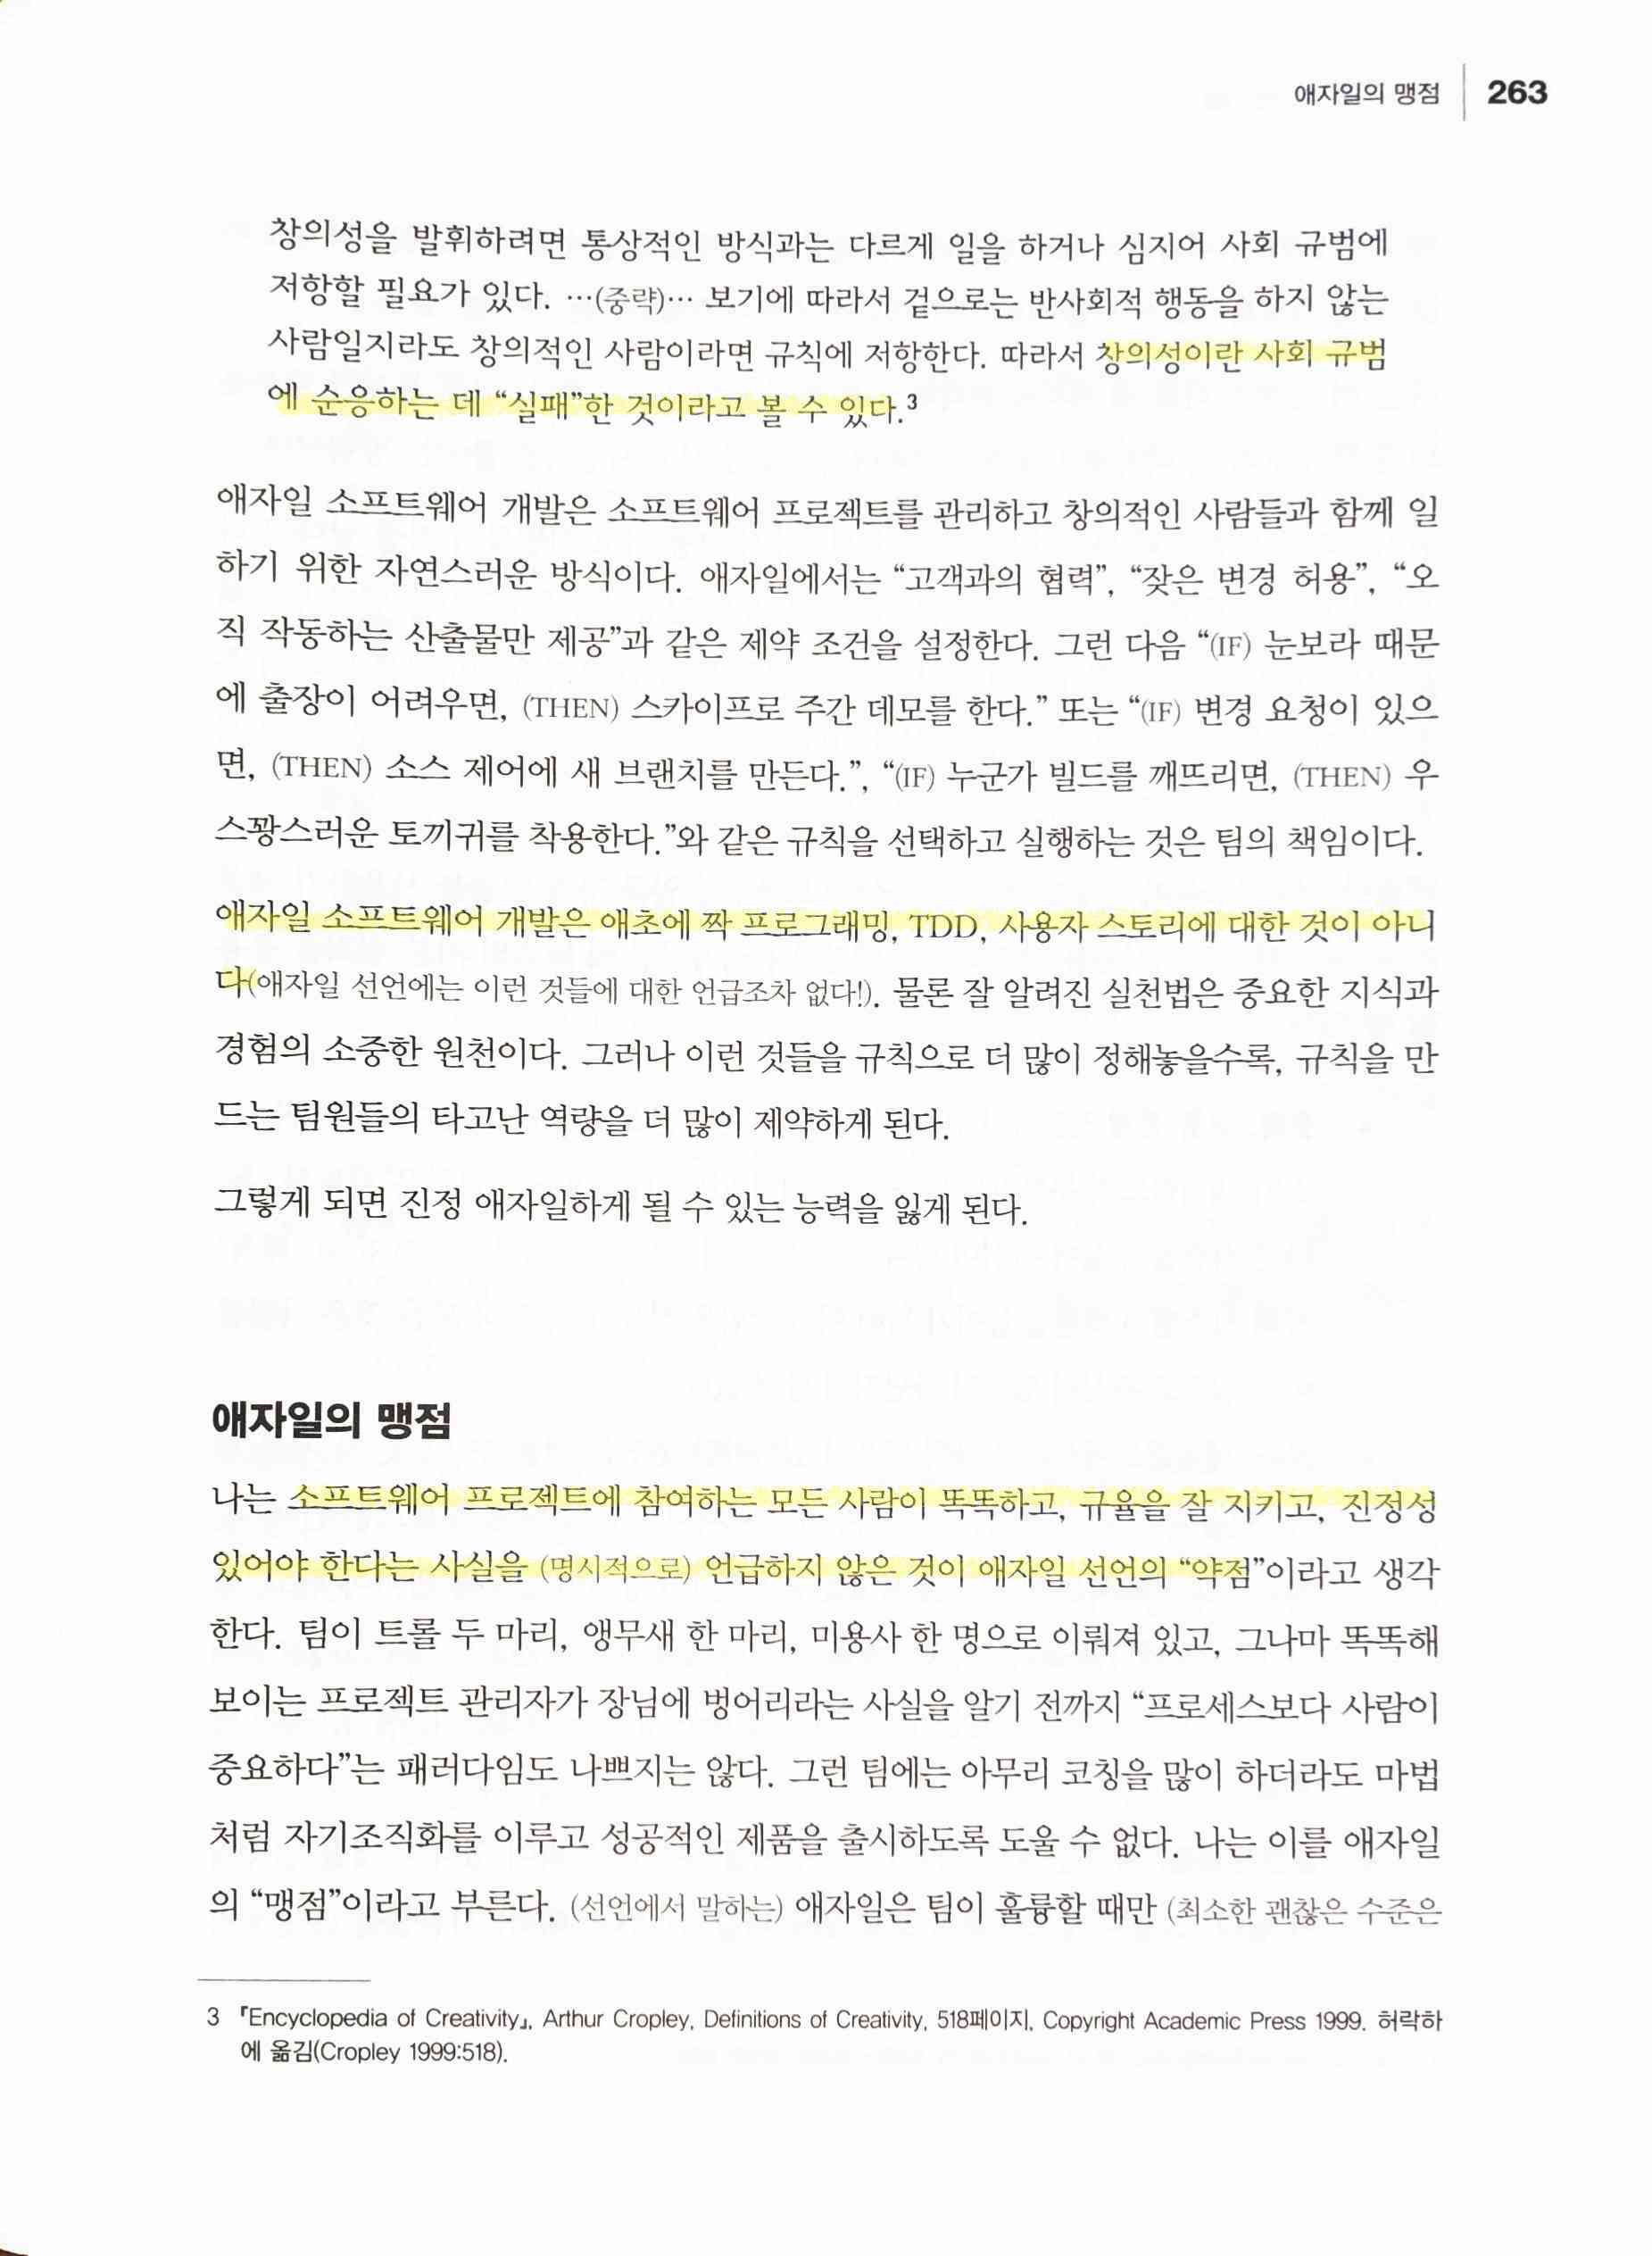 애자일의 맹점 263
창의성을 발휘하려면 통상적인 방식과는 다르게 일을 하거나 심지어 사회 규범에
저항할 필요가 있다. …(중략)… 보기에 따라서 겉으로는 반사회적 행동을 하지 않는
사람일지라도 창의적인 사람이라면 규칙에 저항한다. 따라서 창의성이란 사회 규범
에 순응하는 데 “실패”한 것이라고 볼 수 있다.3
애자일 소프트웨어 개발은 소프트웨어 프로젝트를 관리하고 창의적인 사람들과 함께 일
하기 위한 자연스러운 방식이다. 애자일에서는 “고객과의 협력”, “잦은 변경 허용”, “오
직 작동하는 산출물만 제공”과 같은 제약 조건을 설정한다. 그런 다음 “(IF) 눈보라 때문
에 출장이 어려우면, (THEN) 스카이프로 주간 데모를 한다.” 또는 “(IF) 변경 요청이 있으
면, (THEN) 소스 제어에 새 브랜치를 만든다.”, “(IF) 누군가 빌드를 깨뜨리면, (THEN) 우
스꽝스러운 토끼귀를 착용한다.”와 같은 규칙을 선택하고 실행하는 것은 팀의 책임이다.
애자일 소프트웨어 개발은 애초에 짝 프로그래밍, TDD, 사용자 스토리에 대한 것이 아니
다(애자일 선언에는 이런 것들에 대한 언급조차 없다!). 물론 잘 알려진 실천법은 중요한 지식과
경험의 소중한 원천이다. 그러나 이런 것들을 규칙으로 더 많이 정해놓을수록, 규칙을 만
드는 팀원들의 타고난 역량을 더 많이 제약하게 된다.
그렇게 되면 진정 애자일하게 될 수 있는 능력을 잃게 된다.
애자일의 맹점
나는 소프트웨어 프로젝트에 참여하는 모든 사람이 똑똑하고, 규율을 잘 지키고, 진정성
있어야 한다는 사실을 (명시적으로) 언급하지 않은 것이 애자일 선언의 “약점”이라고 생각
한다. 팀이 트롤 두 마리, 앵무새 한 마리, 미용사 한 명으로 이뤄져 있고, 그나마 똑똑해
보이는 프로젝트 관리자가 장님에 벙어리라는 사실을 알기 전까지 “프로세스보다 사람이
중요하다”는 패러다임도 나쁘지는 않다. 그런 팀에는 아무리 코칭을 많이 하더라도 마법
처럼 자기조직화를 이루고 성공적인 제품을 출시하도록 도울 수 없다. 나는 이를 애자일
의 “맹점”이라고 부른다. (선언에서 말하는) 애자일은 팀이 훌륭할 때만 (최소한 괜찮은 수준은
3 『Encyclopedia of Creativity』, Arthur Cropley, Definitions of Creativity, 518페이지, Copyright Academic Press 1999. 허락하
에 옮김(Cropley 1999:518).